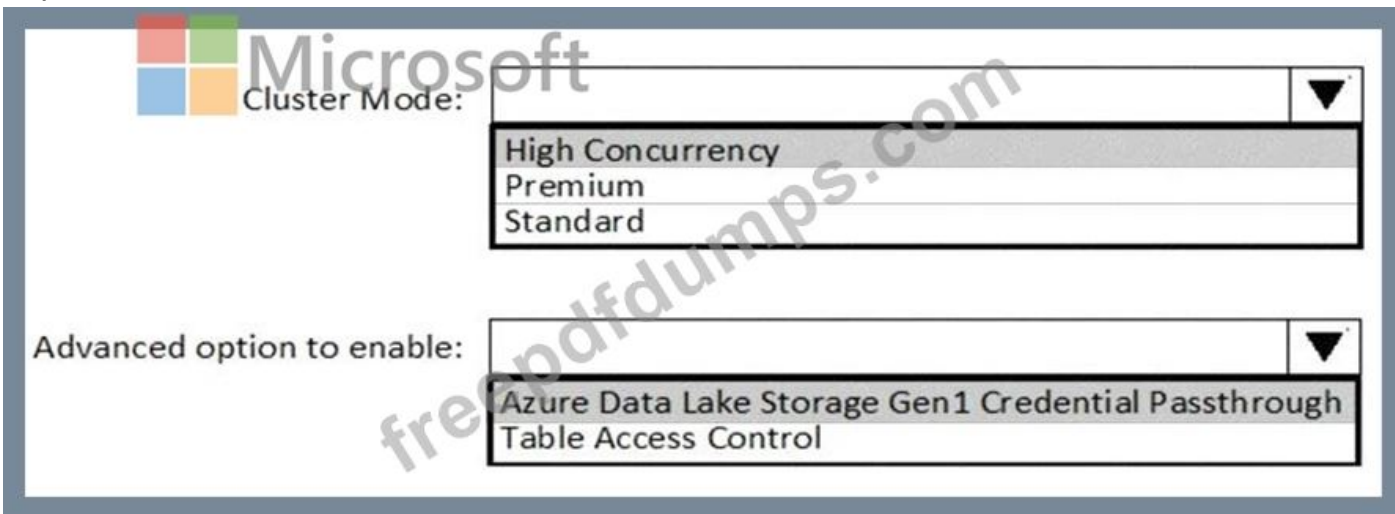 Microsoft
Cluster Mode:
High Concurrency
Premium
Standard
Advanced option to enable:
Azure Data Lake Storage Gen1 Credential Passthrough
Table Access Control
freepdfdumps.com